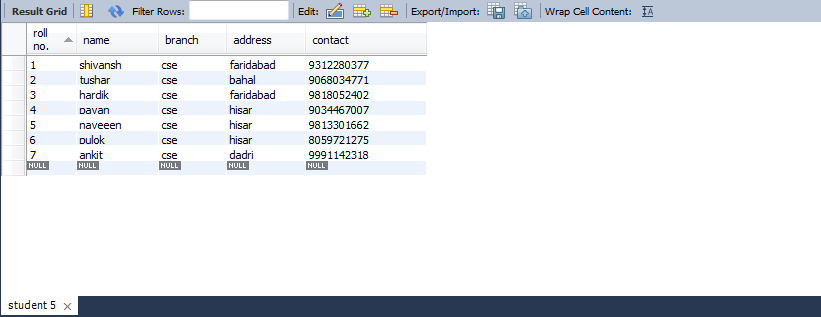 Result Grid Filter Rows: Edit: Export/Import: Wrap Cell Content:
roll no. name branch address contact
1 shivansh cse faridabad 9312280377
2 tushar cse bahal 9068034771
3 hardik cse faridabad 9818052402
4 pavan cse hisar 9034467007
5 naveeen cse hisar 9813301662
6 pulok cse hisar 8059721275
7 ankit cse dadri 9991142318
NULL NULL NULL NULL NULL
student 5